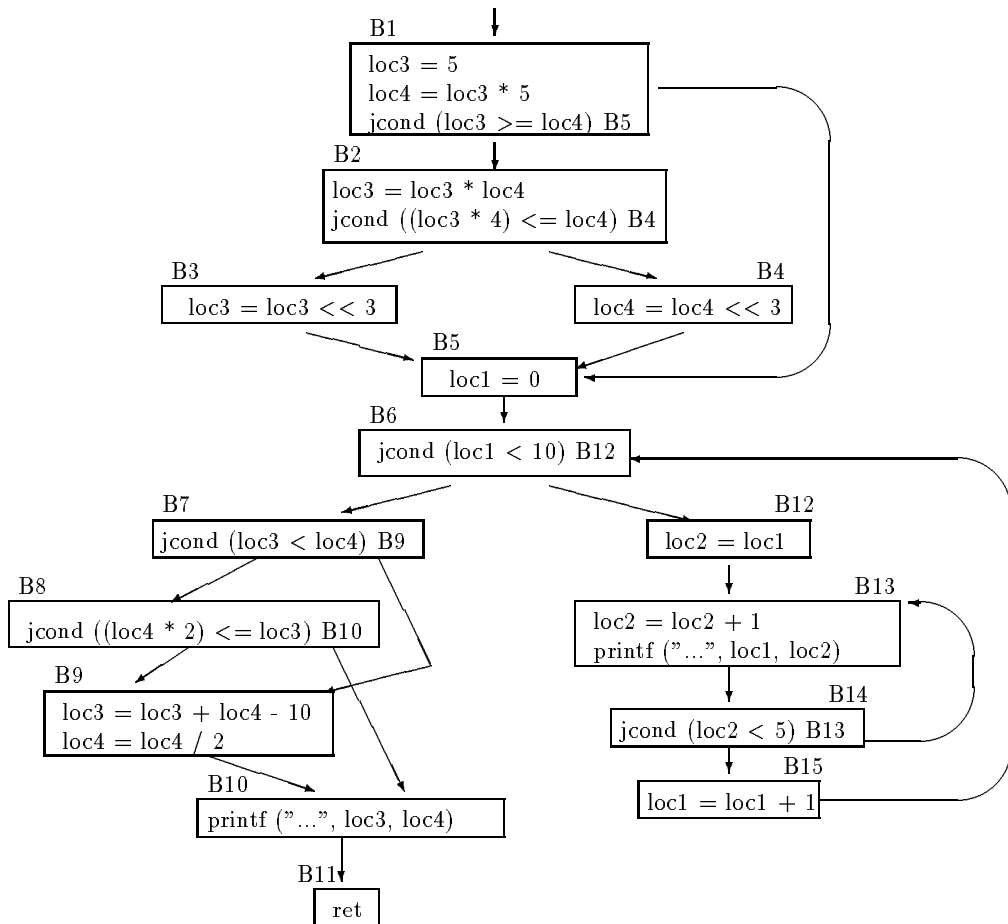 B1
loc3 = 5
loc4 = loc3 * 5
jcond (loc3 >= loc4) B5
B2
loc3 = loc3 * loc4
jcond ((loc3 * 4) <= loc4) B4
B3
loc3 = loc3 << 3
B4
loc4 = loc4 << 3
B5
loc1 = 0
B6
jcond (loc1 < 10) B12
B7
jcond (loc3 < loc4) B9
B8
jcond ((loc4 * 2) <= loc3) B10
B9
loc3 = loc3 + loc4 - 10
loc4 = loc4 / 2
B10
printf ("...", loc3, loc4)
B11
ret
B12
loc2 = loc1
B13
loc2 = loc2 + 1
printf ("...", loc1, loc2)
B14
jcond (loc2 < 5) B13
B15
loc1 = loc1 + 1